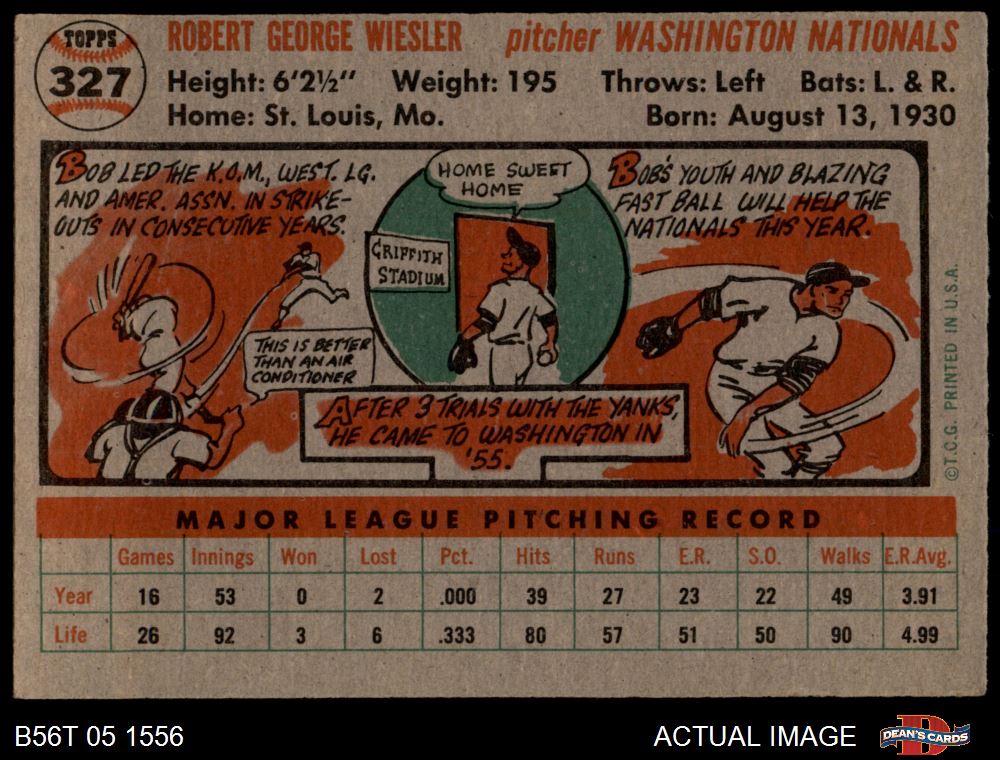 TOPPS
327
ROBERT GEORGE WIESLER pitcher WASHINGTON NATIONALS
Height: 6'2½" Weight: 195 Throws: Left Bats: L. & R.
Home: St. Louis, Mo. Born: August 13, 1930
BOB LED THE K.O.M., WEST. LG.
AND AMER. ASSN. IN STRIKE-
OUTS IN CONSECUTIVE YEARS.
THIS IS BETTER
THAN AN AIR
CONDITIONER
HOME SWEET
HOME
GRIFFITH
STADIUM
AFTER 3 TRIALS WITH THE YANKS,
HE CAME TO WASHINGTON IN
'55.
BOB'S YOUTH AND BLAZING
FAST BALL WILL HELP THE
NATIONALS THIS YEAR.
©T.C.G. PRINTED IN U.S.A.
MAJOR LEAGUE PITCHING RECORD
Games Innings Won Lost Pct. Hits Runs E.R. S.O. Walks E.R.Avg.
Year 16 53 0 2 .000 39 27 23 22 49 3.91
Life 26 92 3 6 .333 80 57 51 50 90 4.99
B56T 05 1556 ACTUAL IMAGE DEAN'S CARDS